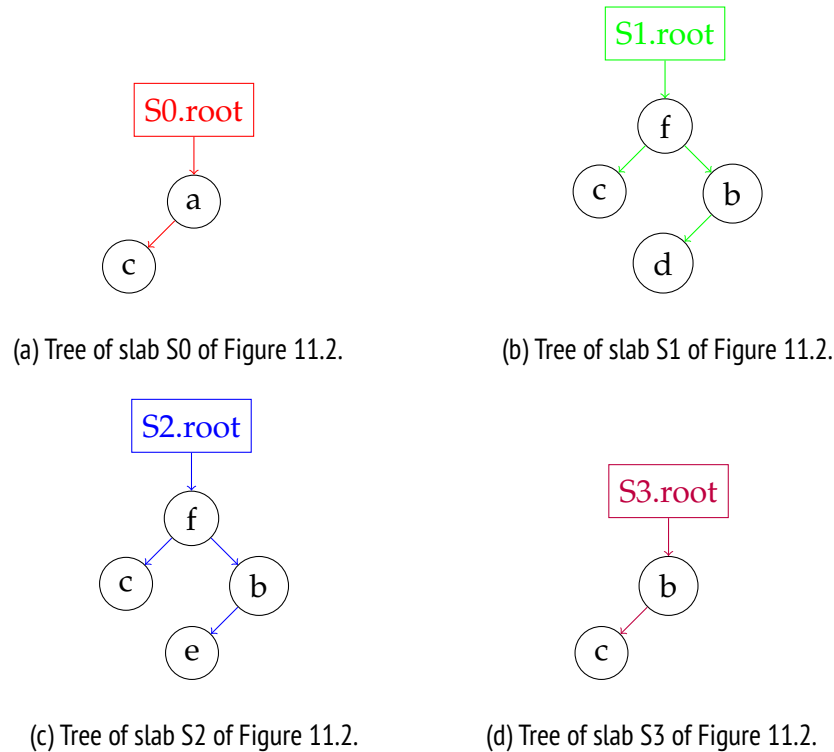 S0.root
a
c
(a) Tree of slab S0 of Figure 11.2.
S1.root
f
c b
d
(b) Tree of slab S1 of Figure 11.2.
S2.root
f
c b
e
(c) Tree of slab S2 of Figure 11.2.
S3.root
b
c
(d) Tree of slab S3 of Figure 11.2.